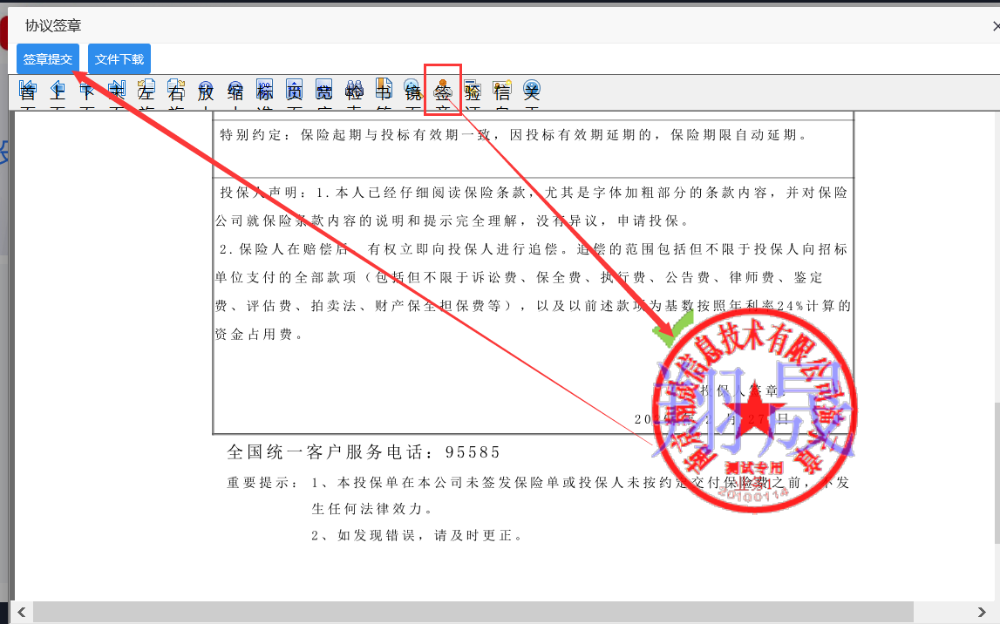 协议签章
签章提交 文件下载
首 上 下 末 左 右 放 缩 标 页 宽 检 书 镜 签 验 信 关
特别约定：保险起期与投标有效期一致，因投标有效期延期的，保险期限自动延期。
投保人声明：1.本人已经仔细阅读保险条款，尤其是字体加粗部分的条款内容，并对保险
公司就保险条款内容的说明和提示完全理解，没有异议，申请投保。
2.保险人在赔偿后，有权立即向投保人进行追偿。追偿的范围包括但不限于投保人向招标
单位支付的全部款项（包括但不限于诉讼费、保全费、执行费、公告费、律师费、鉴定
费、评估费、拍卖法、财产保全担保费等），以及以前述款项为基数按照年利率24%计算的
资金占用费。
投保人签章：
年 2 月 27 日
信息技术有限公司
翔晟
测试专用
业务1
20100114
全国统一客户服务电话：95585
重要提示：1、本投保单在本公司未签发保险单或投保人未按约定交付保险费之前，不发
生任何法律效力。
2、如发现错误，请及时更正。